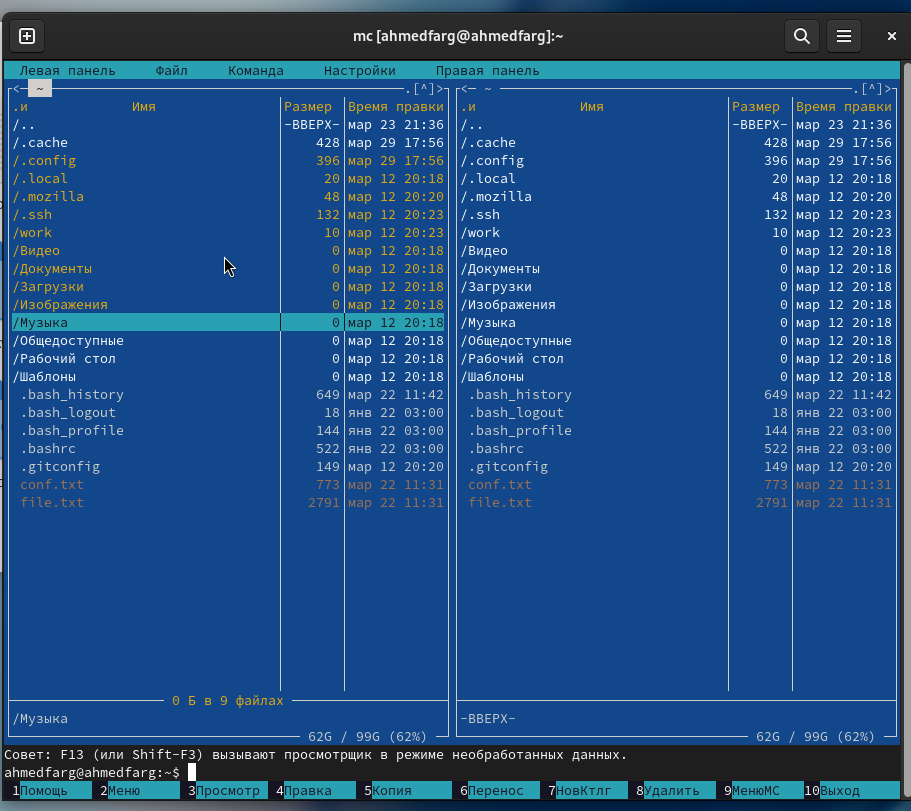 mc [ahmedfarg@ahmedfarg]:~
Левая панель Файл Команда Настройки Правая панель
<─ ~ .[^]> <─ ~ .[^]>
.и Имя Размер Время правки .и Имя Размер Время правки
/.. -ВВЕРХ- мар 23 21:36 /.. -ВВЕРХ- мар 23 21:36
/.cache 428 мар 29 17:56 /.cache 428 мар 29 17:56
/.config 396 мар 29 17:56 /.config 396 мар 29 17:56
/.local 20 мар 12 20:18 /.local 20 мар 12 20:18
/.mozilla 48 мар 12 20:20 /.mozilla 48 мар 12 20:20
/.ssh 132 мар 12 20:23 /.ssh 132 мар 12 20:23
/work 10 мар 12 20:23 /work 10 мар 12 20:23
/Видео 0 мар 12 20:18 /Видео 0 мар 12 20:18
/Документы 0 мар 12 20:18 /Документы 0 мар 12 20:18
/Загрузки 0 мар 12 20:18 /Загрузки 0 мар 12 20:18
/Изображения 0 мар 12 20:18 /Изображения 0 мар 12 20:18
/Музыка 0 мар 12 20:18 /Музыка 0 мар 12 20:18
/Общедоступные 0 мар 12 20:18 /Общедоступные 0 мар 12 20:18
/Рабочий стол 0 мар 12 20:18 /Рабочий стол 0 мар 12 20:18
/Шаблоны 0 мар 12 20:18 /Шаблоны 0 мар 12 20:18
.bash_history 649 мар 22 11:42 .bash_history 649 мар 22 11:42
.bash_logout 18 янв 22 03:00 .bash_logout 18 янв 22 03:00
.bash_profile 144 янв 22 03:00 .bash_profile 144 янв 22 03:00
.bashrc 522 янв 22 03:00 .bashrc 522 янв 22 03:00
.gitconfig 149 мар 12 20:20 .gitconfig 149 мар 12 20:20
conf.txt 773 мар 22 11:31 conf.txt 773 мар 22 11:31
file.txt 2791 мар 22 11:31 file.txt 2791 мар 22 11:31
0 Б в 9 файлах
/Музыка -ВВЕРХ-
62G / 99G (62%) 62G / 99G (62%)
Совет: F13 (или Shift-F3) вызывают просмотрщик в режиме необработанных данных.
ahmedfarg@ahmedfarg:~$
1Помощь 2Меню 3Просмотр 4Правка 5Копия 6Перенос 7НовКтлг 8Удалить 9МенюМС 10Выход